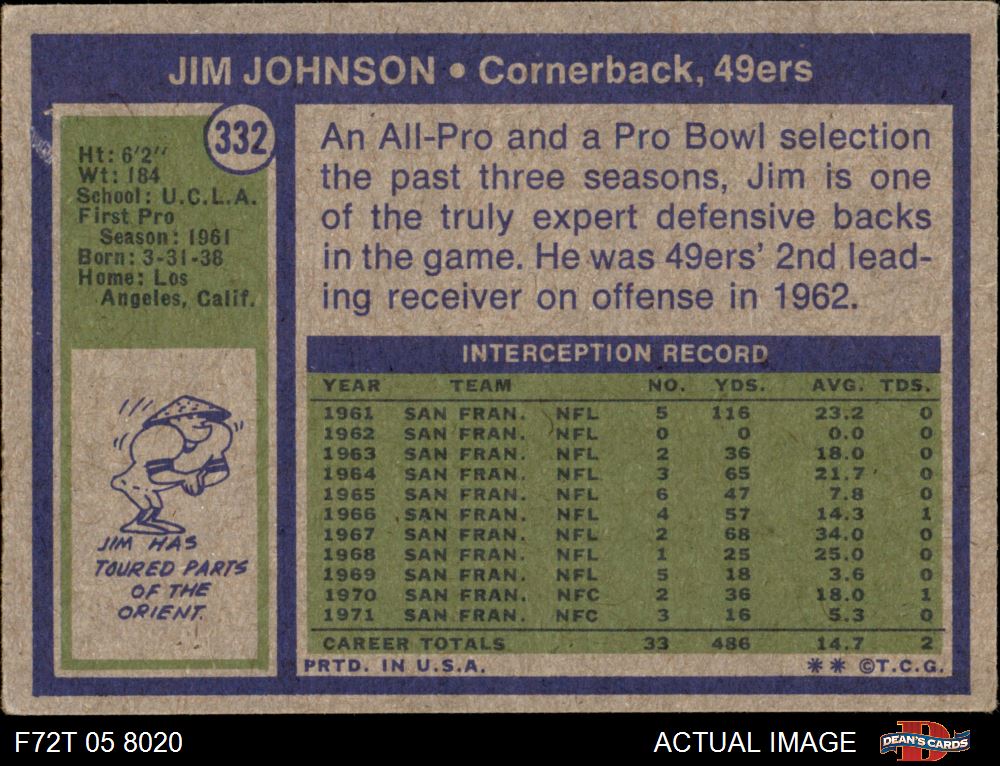 JIM JOHNSON • Cornerback, 49ers
332
Ht: 6'2''
Wt: 184
School: U.C.L.A.
First Pro
Season: 1961
Born: 3-31-38
Home: Los
Angeles, Calif.
JIM HAS
TOURED PARTS
OF THE
ORIENT.
An All-Pro and a Pro Bowl selection
the past three seasons, Jim is one
of the truly expert defensive backs
in the game. He was 49ers' 2nd lead-
ing receiver on offense in 1962.
INTERCEPTION RECORD
YEAR TEAM NO. YDS. AVG. TDS.
1961 SAN FRAN. NFL 5 116 23.2 0
1962 SAN FRAN. NFL 0 0 0.0 0
1963 SAN FRAN. NFL 2 36 18.0 0
1964 SAN FRAN. NFL 3 65 21.7 0
1965 SAN FRAN. NFL 6 47 7.8 0
1966 SAN FRAN. NFL 4 57 14.3 1
1967 SAN FRAN. NFL 2 68 34.0 0
1968 SAN FRAN. NFL 1 25 25.0 0
1969 SAN FRAN. NFL 5 18 3.6 0
1970 SAN FRAN. NFC 2 36 18.0 1
1971 SAN FRAN. NFC 3 16 5.3 0
CAREER TOTALS 33 486 14.7 2
PRTD. IN U.S.A. ** ©T.C.G.
F72T 05 8020 ACTUAL IMAGE DEAN'S CARDS